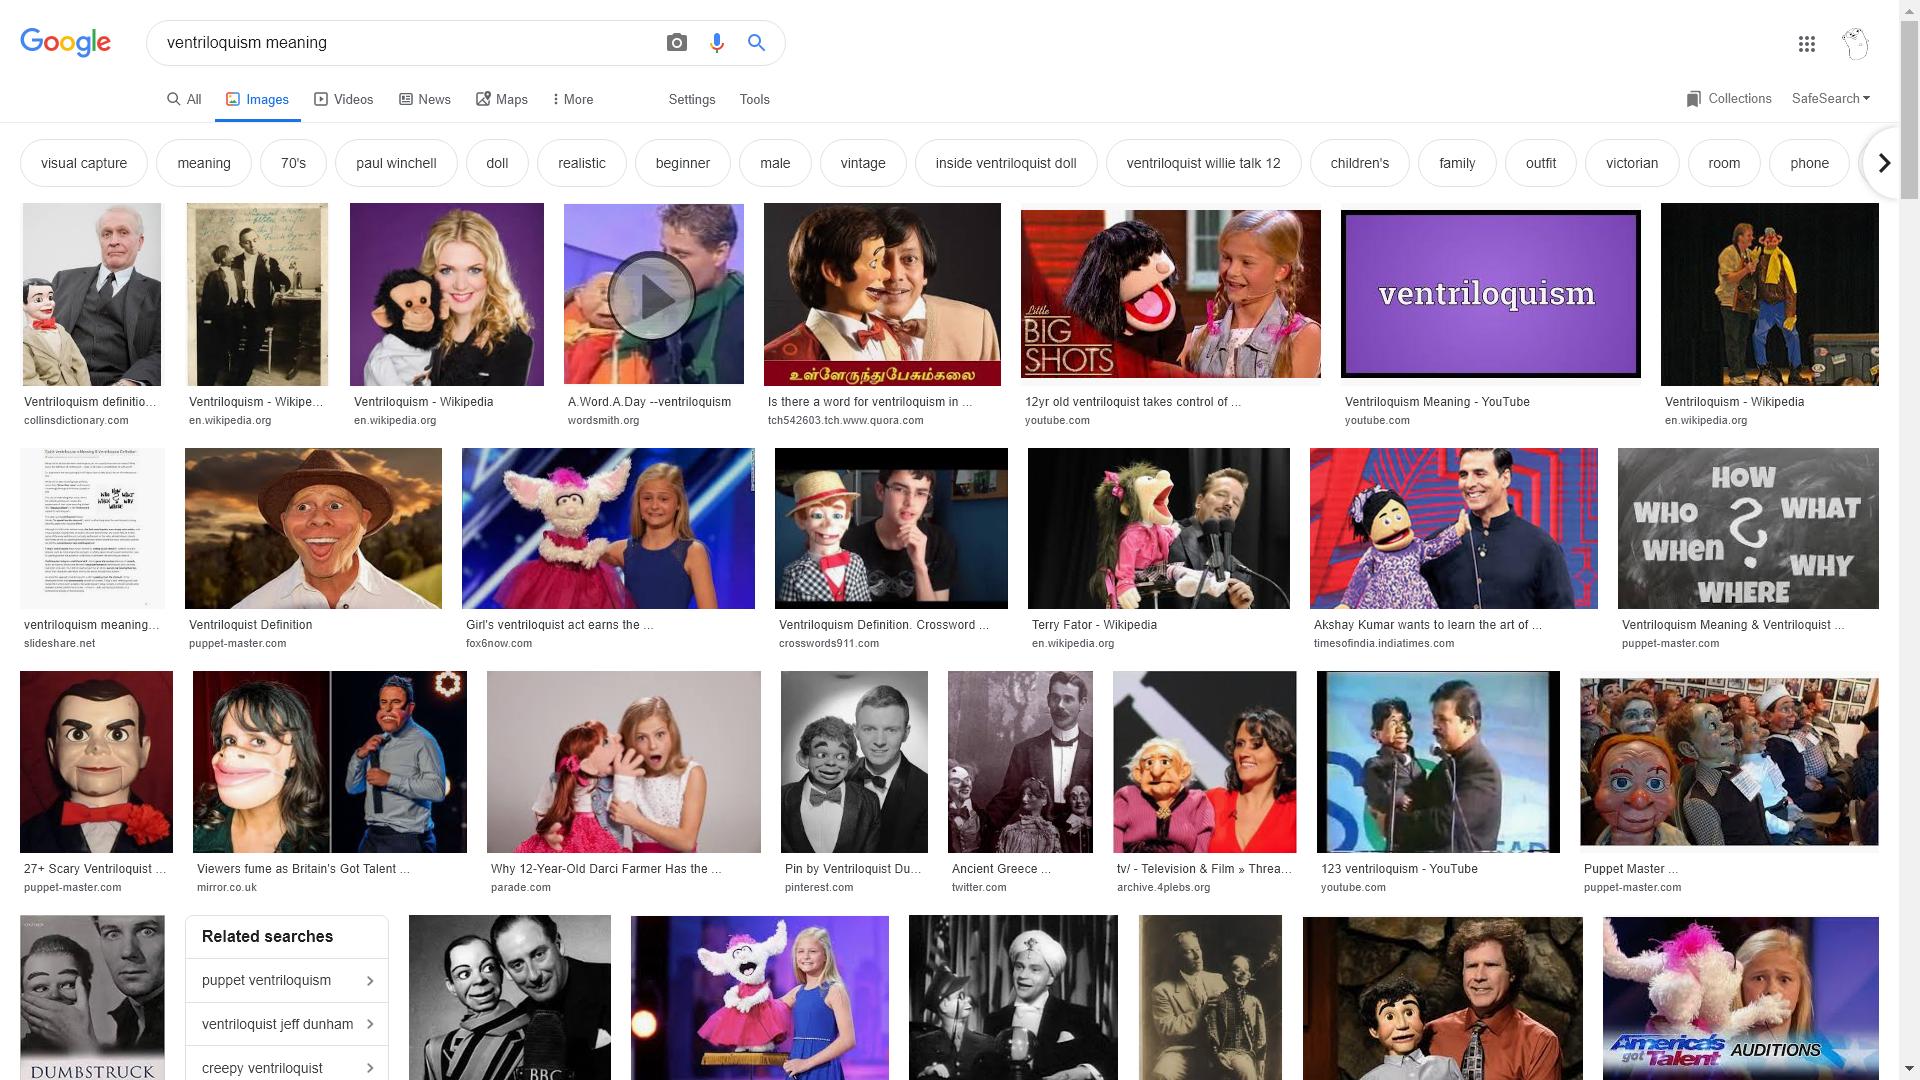 Google
ventriloquism meaning
All
Images
Videos
News
Maps
More
Settings
Tools
Collections
SafeSearch
visual capture
meaning
70's
paul winchell
doll
realistic
beginner
male
vintage
inside ventriloquist doll
ventriloquist willie talk 12
children's
family
outfit
victorian
room
phone
உள்ளேருந்துபேசும்கலை
Little
BIG
SHOTS
ventriloquism
Ventriloquism definitio...
collinsdictionary.com
Ventriloquism - Wikipe...
en.wikipedia.org
Ventriloquism - Wikipedia
en.wikipedia.org
A.Word.A.Day --ventriloquism
wordsmith.org
Is there a word for ventriloquism in ...
tch542603.tch.www.quora.com
12yr old ventriloquist takes control of ...
youtube.com
Ventriloquism Meaning - YouTube
youtube.com
Ventriloquism - Wikipedia
en.wikipedia.org
HOW
WHO
WHAT
When
?
WHY
WHERE
ventriloquism meaning...
slideshare.net
Ventriloquist Definition
puppet-master.com
Girl's ventriloquist act earns the ...
fox6now.com
Ventriloquism Definition. Crossword ...
crosswords911.com
Terry Fator - Wikipedia
en.wikipedia.org
Akshay Kumar wants to learn the art of ...
timesofindia.indiatimes.com
Ventriloquism Meaning & Ventriloquist ...
puppet-master.com
27+ Scary Ventriloquist ...
puppet-master.com
Viewers fume as Britain's Got Talent ...
mirror.co.uk
Why 12-Year-Old Darci Farmer Has the ...
parade.com
Pin by Ventriloquist Du...
pinterest.com
Ancient Greece ...
twitter.com
tv/ - Television & Film » Threa...
archive.4plebs.org
123 ventriloquism - YouTube
youtube.com
Puppet Master ...
puppet-master.com
DUMBSTRUCK
Related searches
puppet ventriloquism
ventriloquist jeff dunham
creepy ventriloquist
BBC
America's
got Talent AUDITIONS